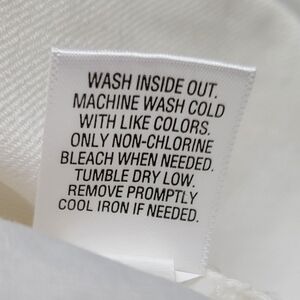 WASH INSIDE OUT.
MACHINE WASH COLD
WITH LIKE COLORS.
ONLY NON-CHLORINE
BLEACH WHEN NEEDED.
TUMBLE DRY LOW.
REMOVE PROMPTLY
COOL IRON IF NEEDED.